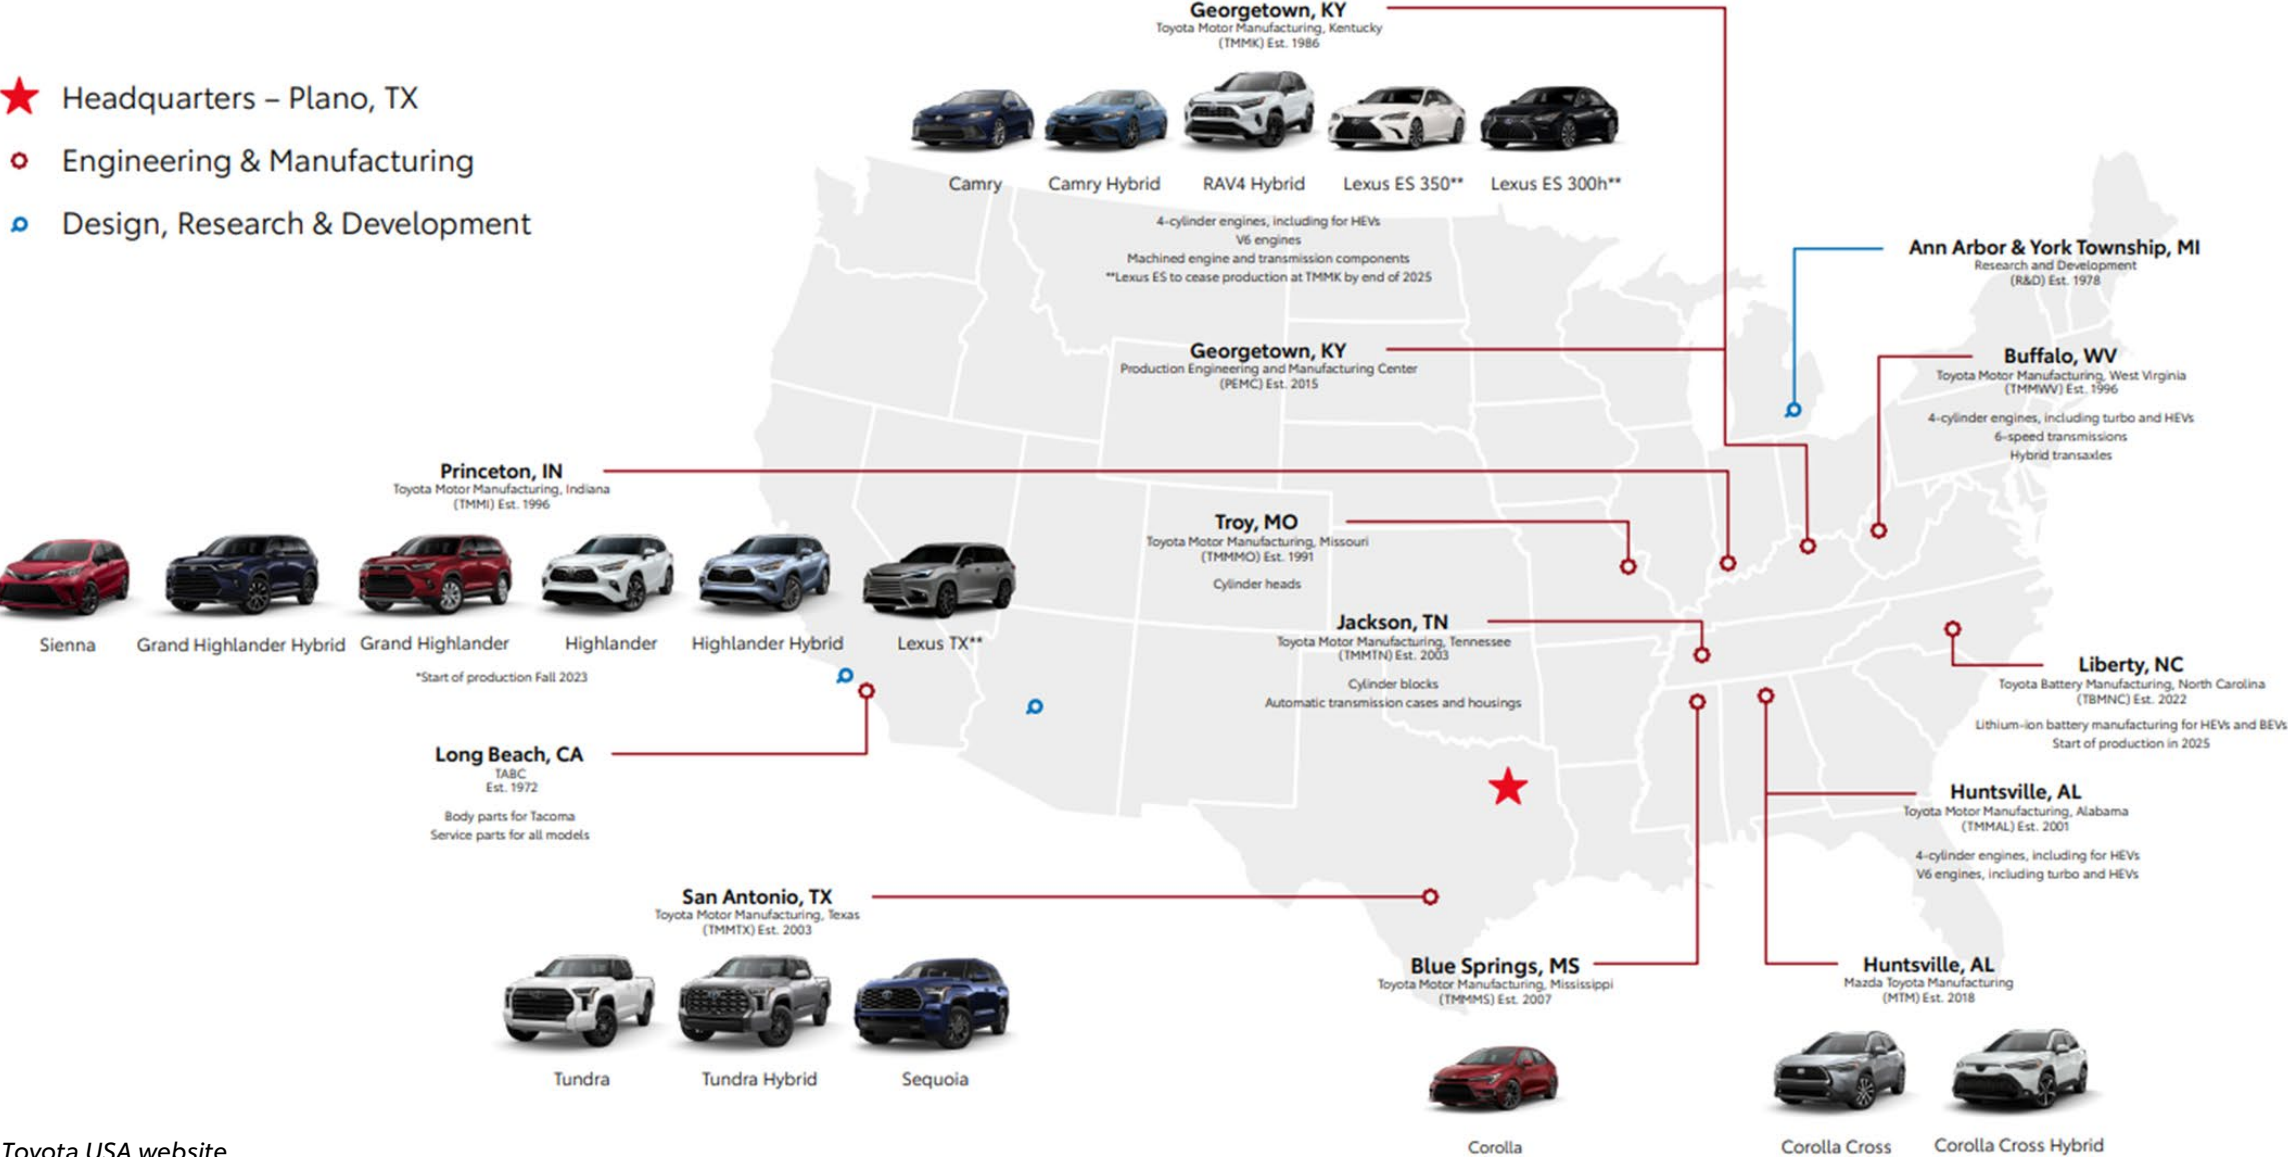 Headquarters – Plano, TX
Engineering & Manufacturing
Design, Research & Development
Georgetown, KY
Toyota Motor Manufacturing, Kentucky
(TMMK) Est. 1986
Camry
Camry Hybrid
RAV4 Hybrid
Lexus ES 350**
Lexus ES 300h**
4-cylinder engines, including for HEVs
V6 engines
Machined engine and transmission components
**Lexus ES to cease production at TMMK by end of 2025
Ann Arbor & York Township, MI
Research and Development
(R&D) Est. 1978
Georgetown, KY
Production Engineering and Manufacturing Center
(PEMC) Est. 2015
Buffalo, WV
Toyota Motor Manufacturing, West Virginia
(TMMWV) Est. 1996
4-cylinder engines, including turbo and HEVs
6-speed transmissions
Hybrid transaxles
Princeton, IN
Toyota Motor Manufacturing, Indiana
(TMMI) Est. 1996
Sienna
Grand Highlander Hybrid
Grand Highlander
Highlander
Highlander Hybrid
Lexus TX**
*Start of production Fall 2023
Troy, MO
Toyota Motor Manufacturing, Missouri
(TMMMO) Est. 1991
Cylinder heads
Jackson, TN
Toyota Motor Manufacturing, Tennessee
(TMMTN) Est. 2003
Cylinder blocks
Automatic transmission cases and housings
Liberty, NC
Toyota Battery Manufacturing, North Carolina
(TBMNC) Est. 2022
Lithium-ion battery manufacturing for HEVs and BEVs
Start of production in 2025
Long Beach, CA
TABC
Est. 1972
Body parts for Tacoma
Service parts for all models
Huntsville, AL
Toyota Motor Manufacturing, Alabama
(TMMAL) Est. 2001
4-cylinder engines, including for HEVs
V6 engines, including turbo and HEVs
San Antonio, TX
Toyota Motor Manufacturing, Texas
(TMMTX) Est. 2003
Tundra
Tundra Hybrid
Sequoia
Blue Springs, MS
Toyota Motor Manufacturing, Mississippi
(TMMMS) Est. 2007
Corolla
Huntsville, AL
Mazda Toyota Manufacturing
(MTM) Est. 2018
Corolla Cross
Corolla Cross Hybrid
Toyota USA website